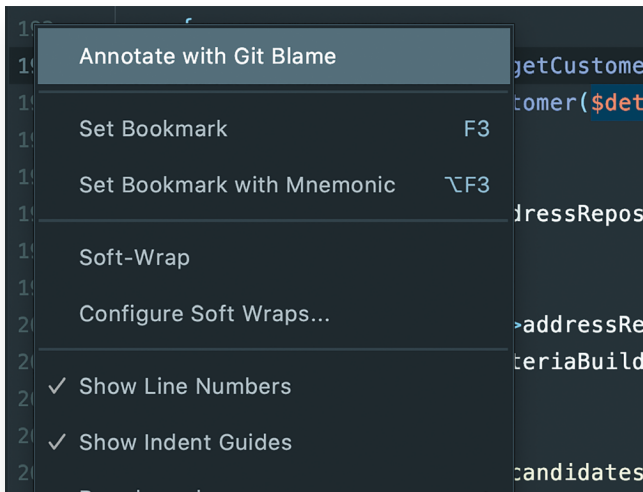 Annotate with Git Blame
getCustome
tomer($det
Set Bookmark F3
Set Bookmark with Mnemonic ⌥F3
dressRepos
Soft-Wrap
Configure Soft Wraps...
>addressRe
teriaBuild
✓ Show Line Numbers
✓ Show Indent Guides
candidates